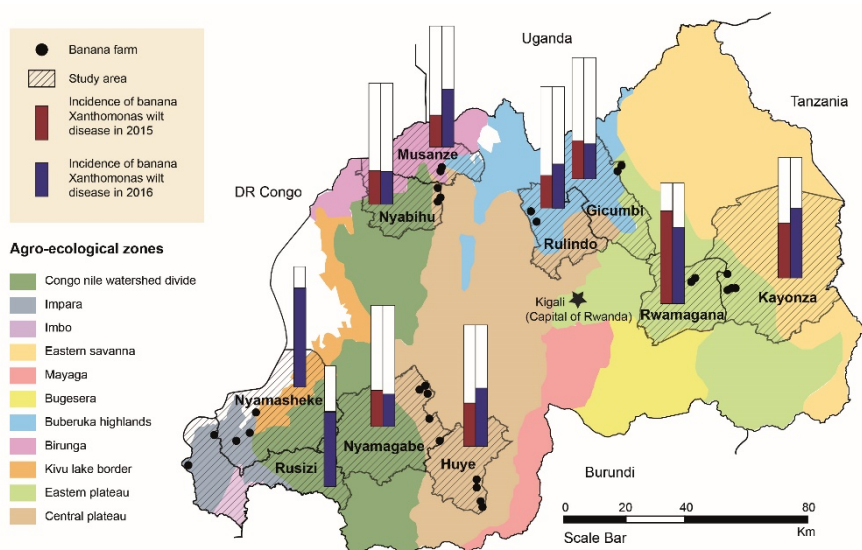 Banana farm
Study area
Incidence of banana
Xanthomonas wilt
disease in 2015
Incidence of banana
Xanthomonas wilt
disease in 2016
Agro-ecological zones
Congo nile watershed divide
Impara
Imbo
Eastern savanna
Mayaga
Bugesera
Buberuka highlands
Birunga
Kivu lake border
Eastern plateau
Central plateau
Uganda
Tanzania
DR Congo
Musanze
Nyabihu
Gicumbi
Rulindo
Kigali
(Capital of Rwanda)
Rwamagana
Kayonza
Nyamasheke
Nyamagabe
Rusizi
Huye
Burundi
0 20 40 80
Km
Scale Bar